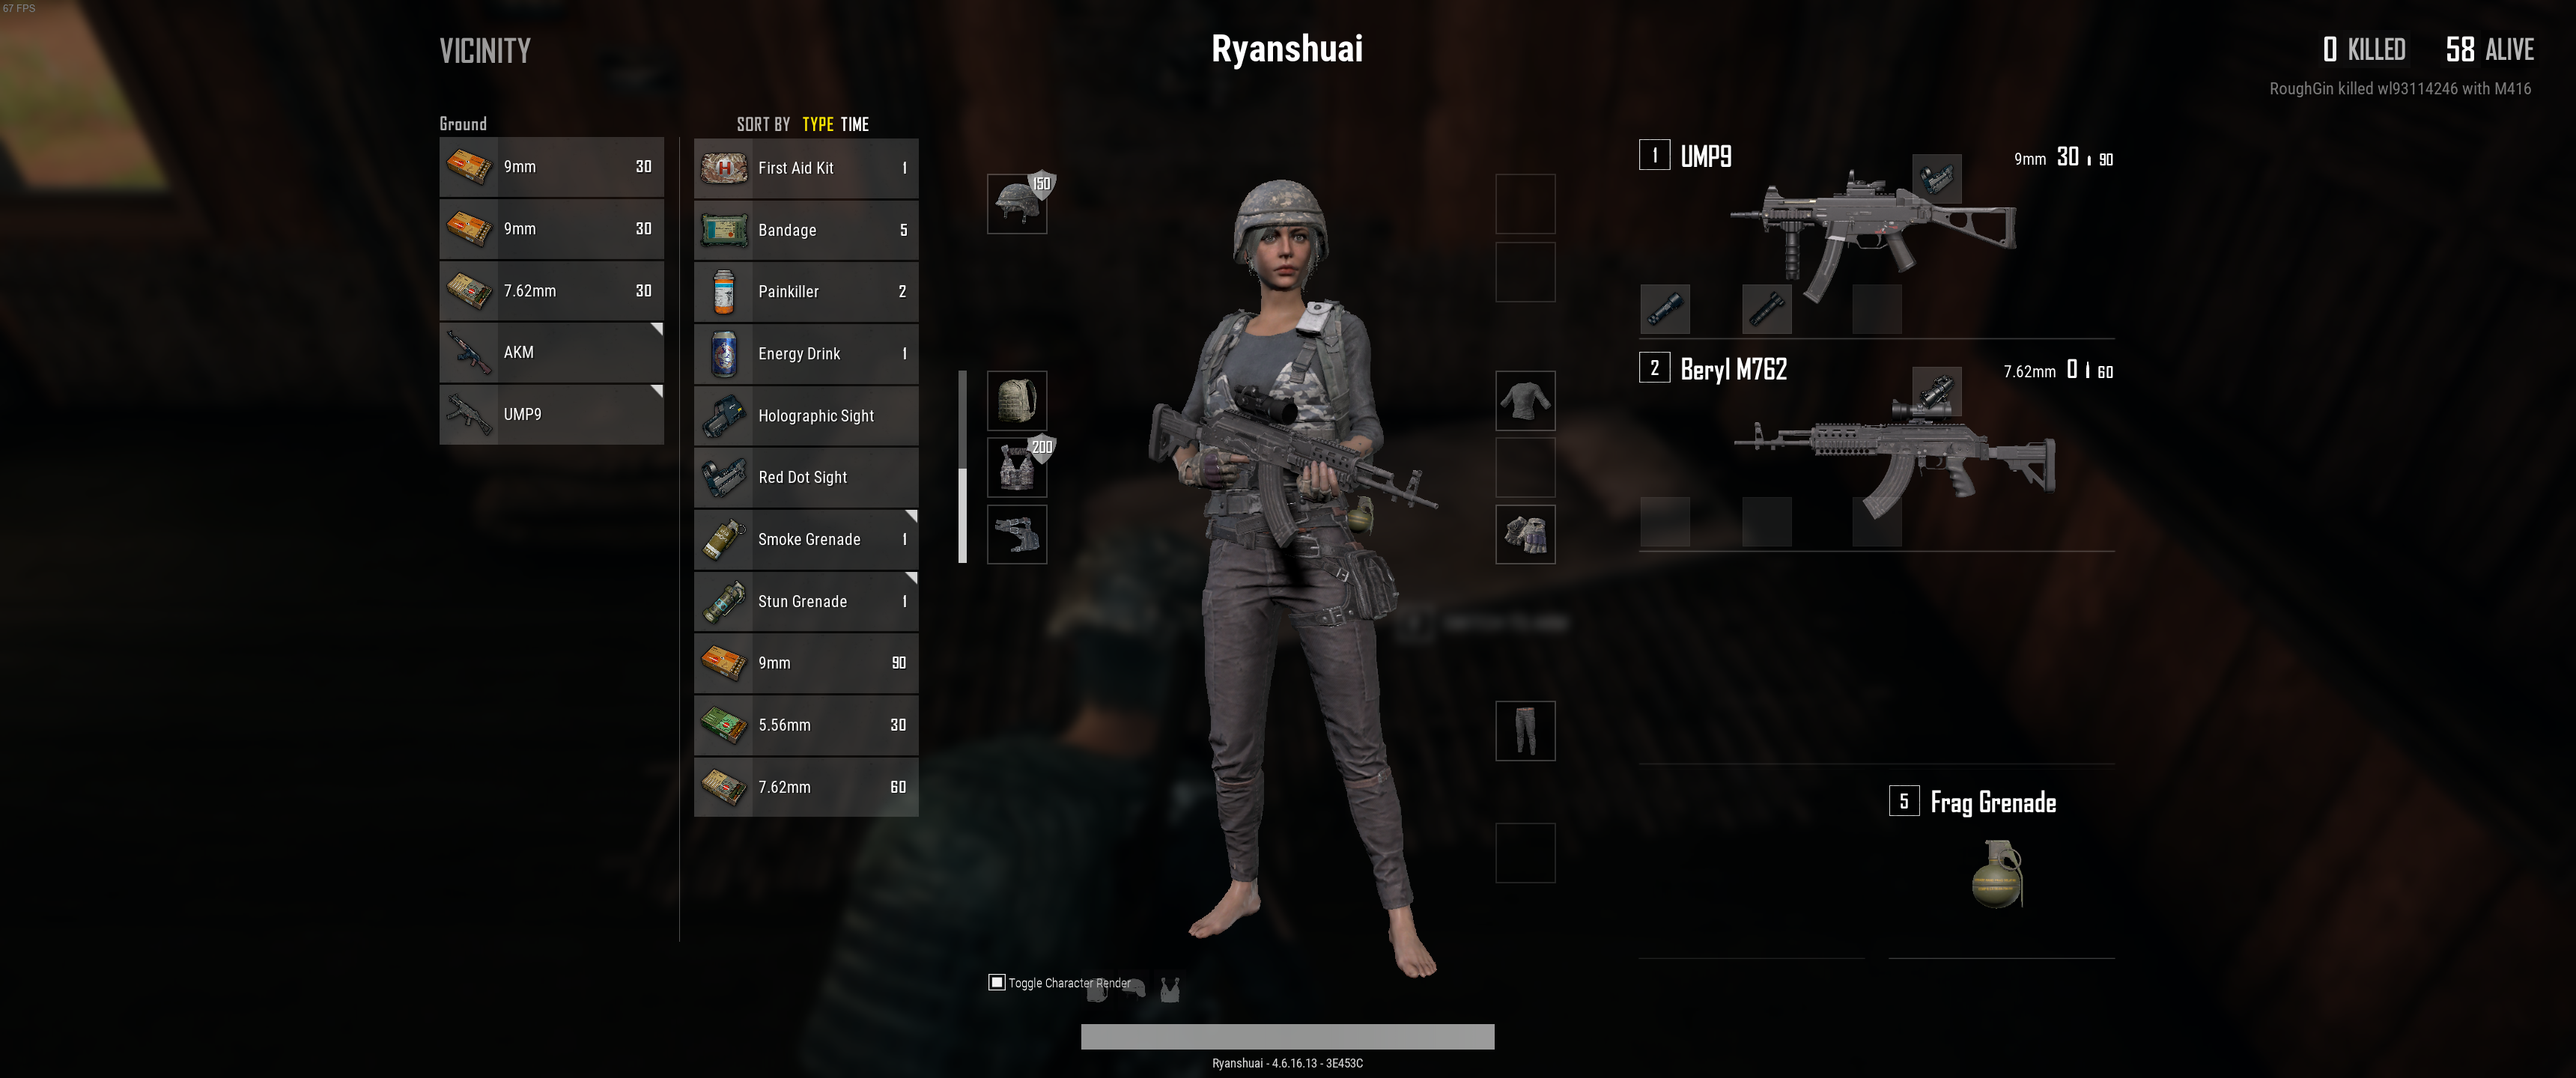 67 FPS
VICINITY
Ryanshuai
0 KILLED 58 ALIVE
RoughGin killed wl93114246 with M416
Ground
9mm 30
9mm 30
7.62mm 30
AKM
UMP9
SORT BY TYPE TIME
First Aid Kit 1
Bandage 5
Painkiller 2
Energy Drink 1
Holographic Sight
Red Dot Sight
Smoke Grenade 1
Stun Grenade 1
9mm 90
5.56mm 30
7.62mm 60
150
200
1 UMP9 9mm 30 90
2 Beryl M762 7.62mm 0 60
5 Frag Grenade
Toggle Character Render
Ryanshuai - 4.6.16.13 - 3E453C